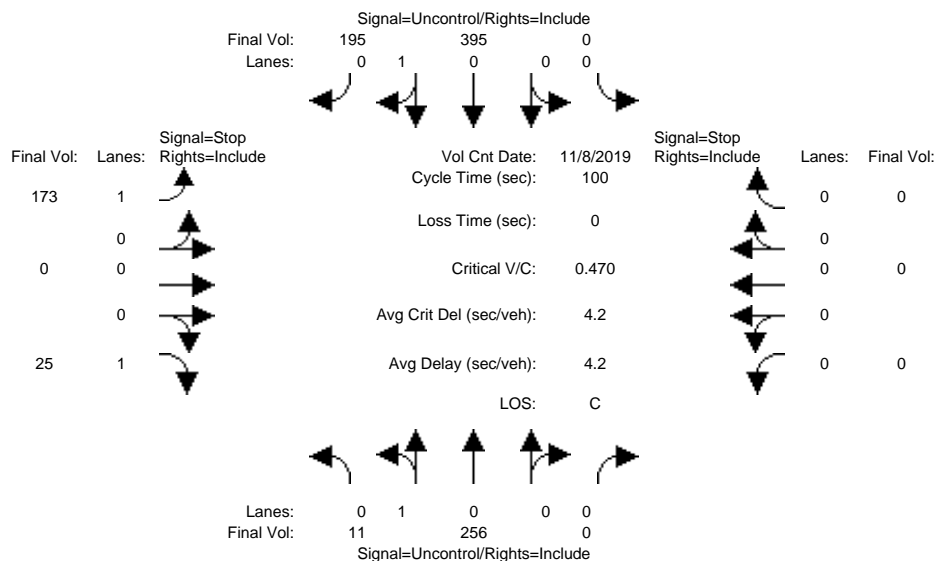 Signal=Uncontrol/Rights=Include
Final Vol: 195 395 0
Lanes: 0 1 0 0 0
Signal=Stop Signal=Stop
Final Vol: Lanes: Rights=Include Vol Cnt Date: 11/8/2019 Rights=Include Lanes: Final Vol:
Cycle Time (sec): 100
173 1 0 0
Loss Time (sec): 0
0 0
0 0 Critical V/C: 0.470 0 0
0 Avg Crit Del (sec/veh): 4.2 0
25 1 Avg Delay (sec/veh): 4.2 0 0
LOS: C
Lanes: 0 1 0 0 0
Final Vol: 11 256 0
Signal=Uncontrol/Rights=Include